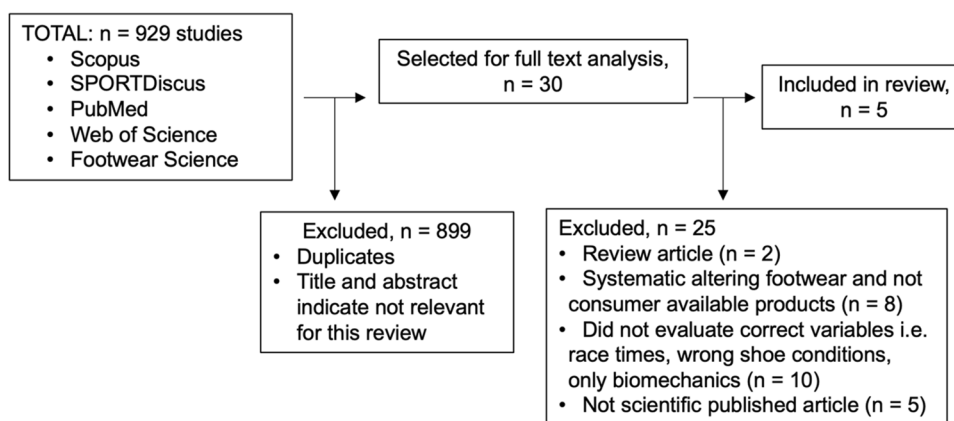 TOTAL: n = 929 studies
• Scopus
• SPORTDiscus
• PubMed
• Web of Science
• Footwear Science
Selected for full text analysis,
n = 30
Included in review,
n = 5
Excluded, n = 899
• Duplicates
• Title and abstract
indicate not relevant
for this review
Excluded, n = 25
• Review article (n = 2)
• Systematic altering footwear and not
consumer available products (n = 8)
• Did not evaluate correct variables i.e.
race times, wrong shoe conditions,
only biomechanics (n = 10)
• Not scientific published article (n = 5)